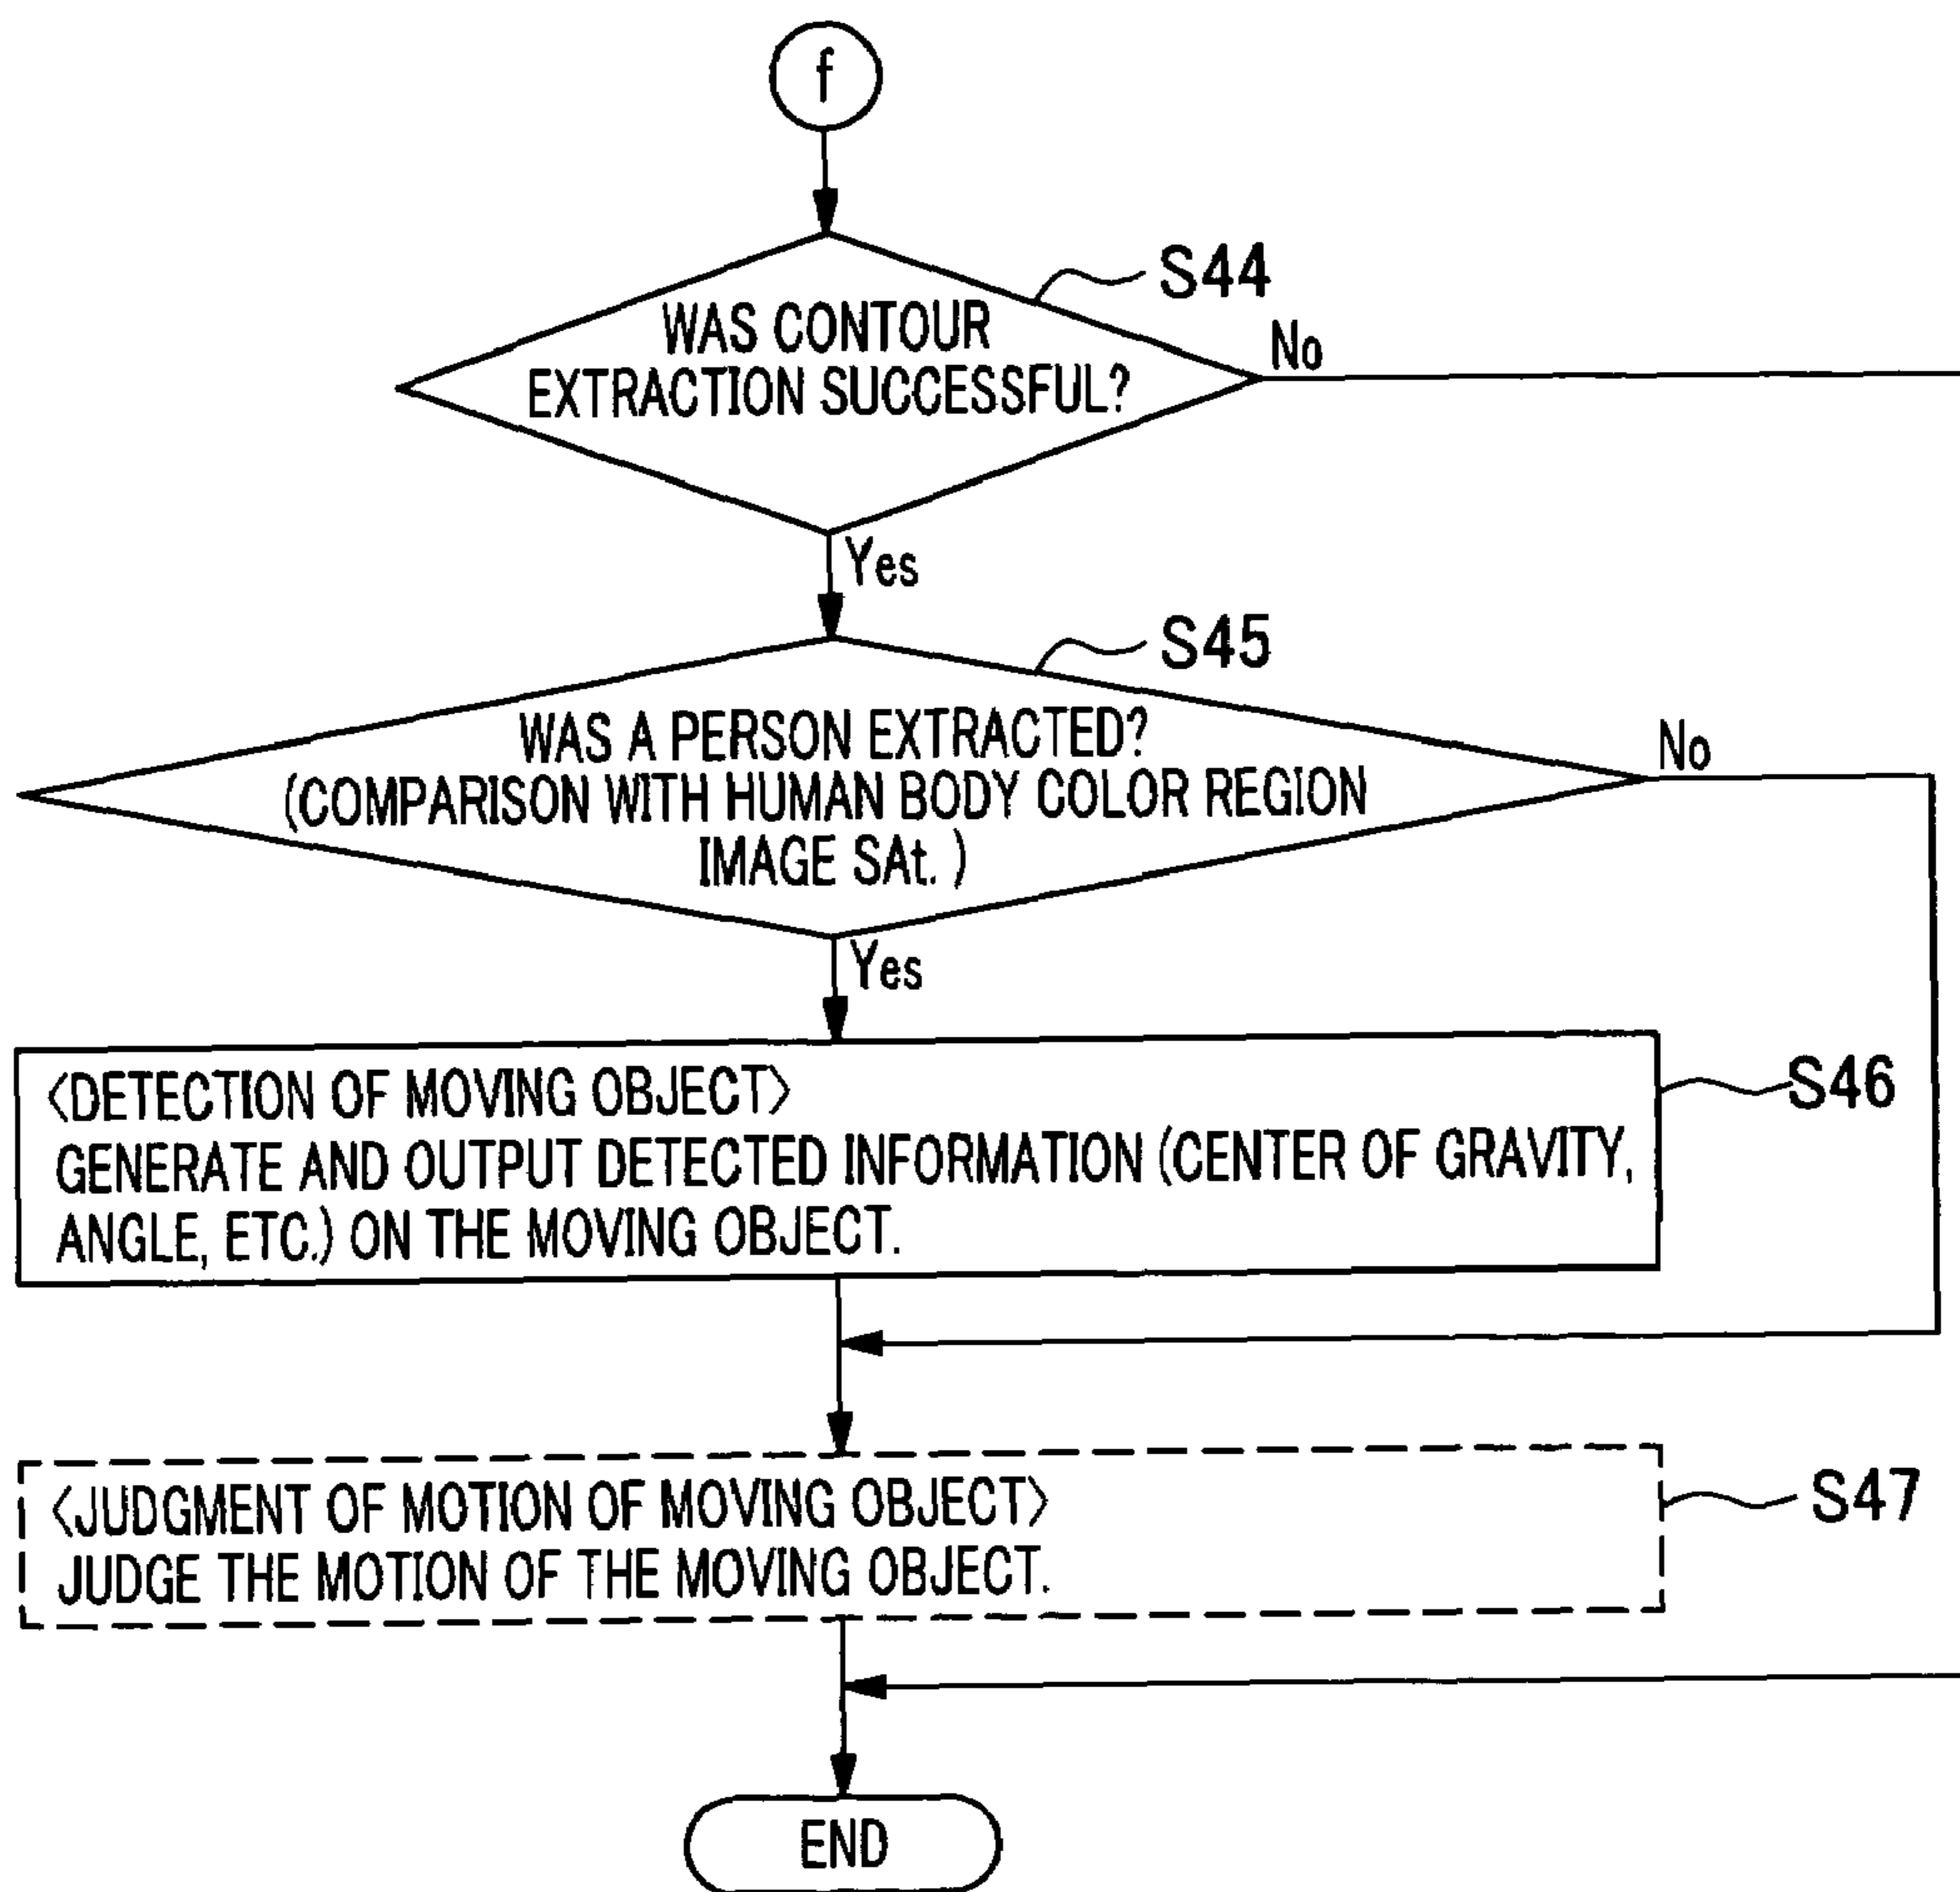 f
S44
WAS CONTOUR
EXTRACTION SUCCESSFUL?
No
Yes
S45
WAS A PERSON EXTRACTED?
(COMPARISON WITH HUMAN BODY COLOR REGION
IMAGE SAt. )
No
Yes
S46
<DETECTION OF MOVING OBJECT>
GENERATE AND OUTPUT DETECTED INFORMATION (CENTER OF GRAVITY,
ANGLE, ETC.) ON THE MOVING OBJECT.
S47
<JUDGMENT OF MOTION OF MOVING OBJECT>
JUDGE THE MOTION OF THE MOVING OBJECT.
END